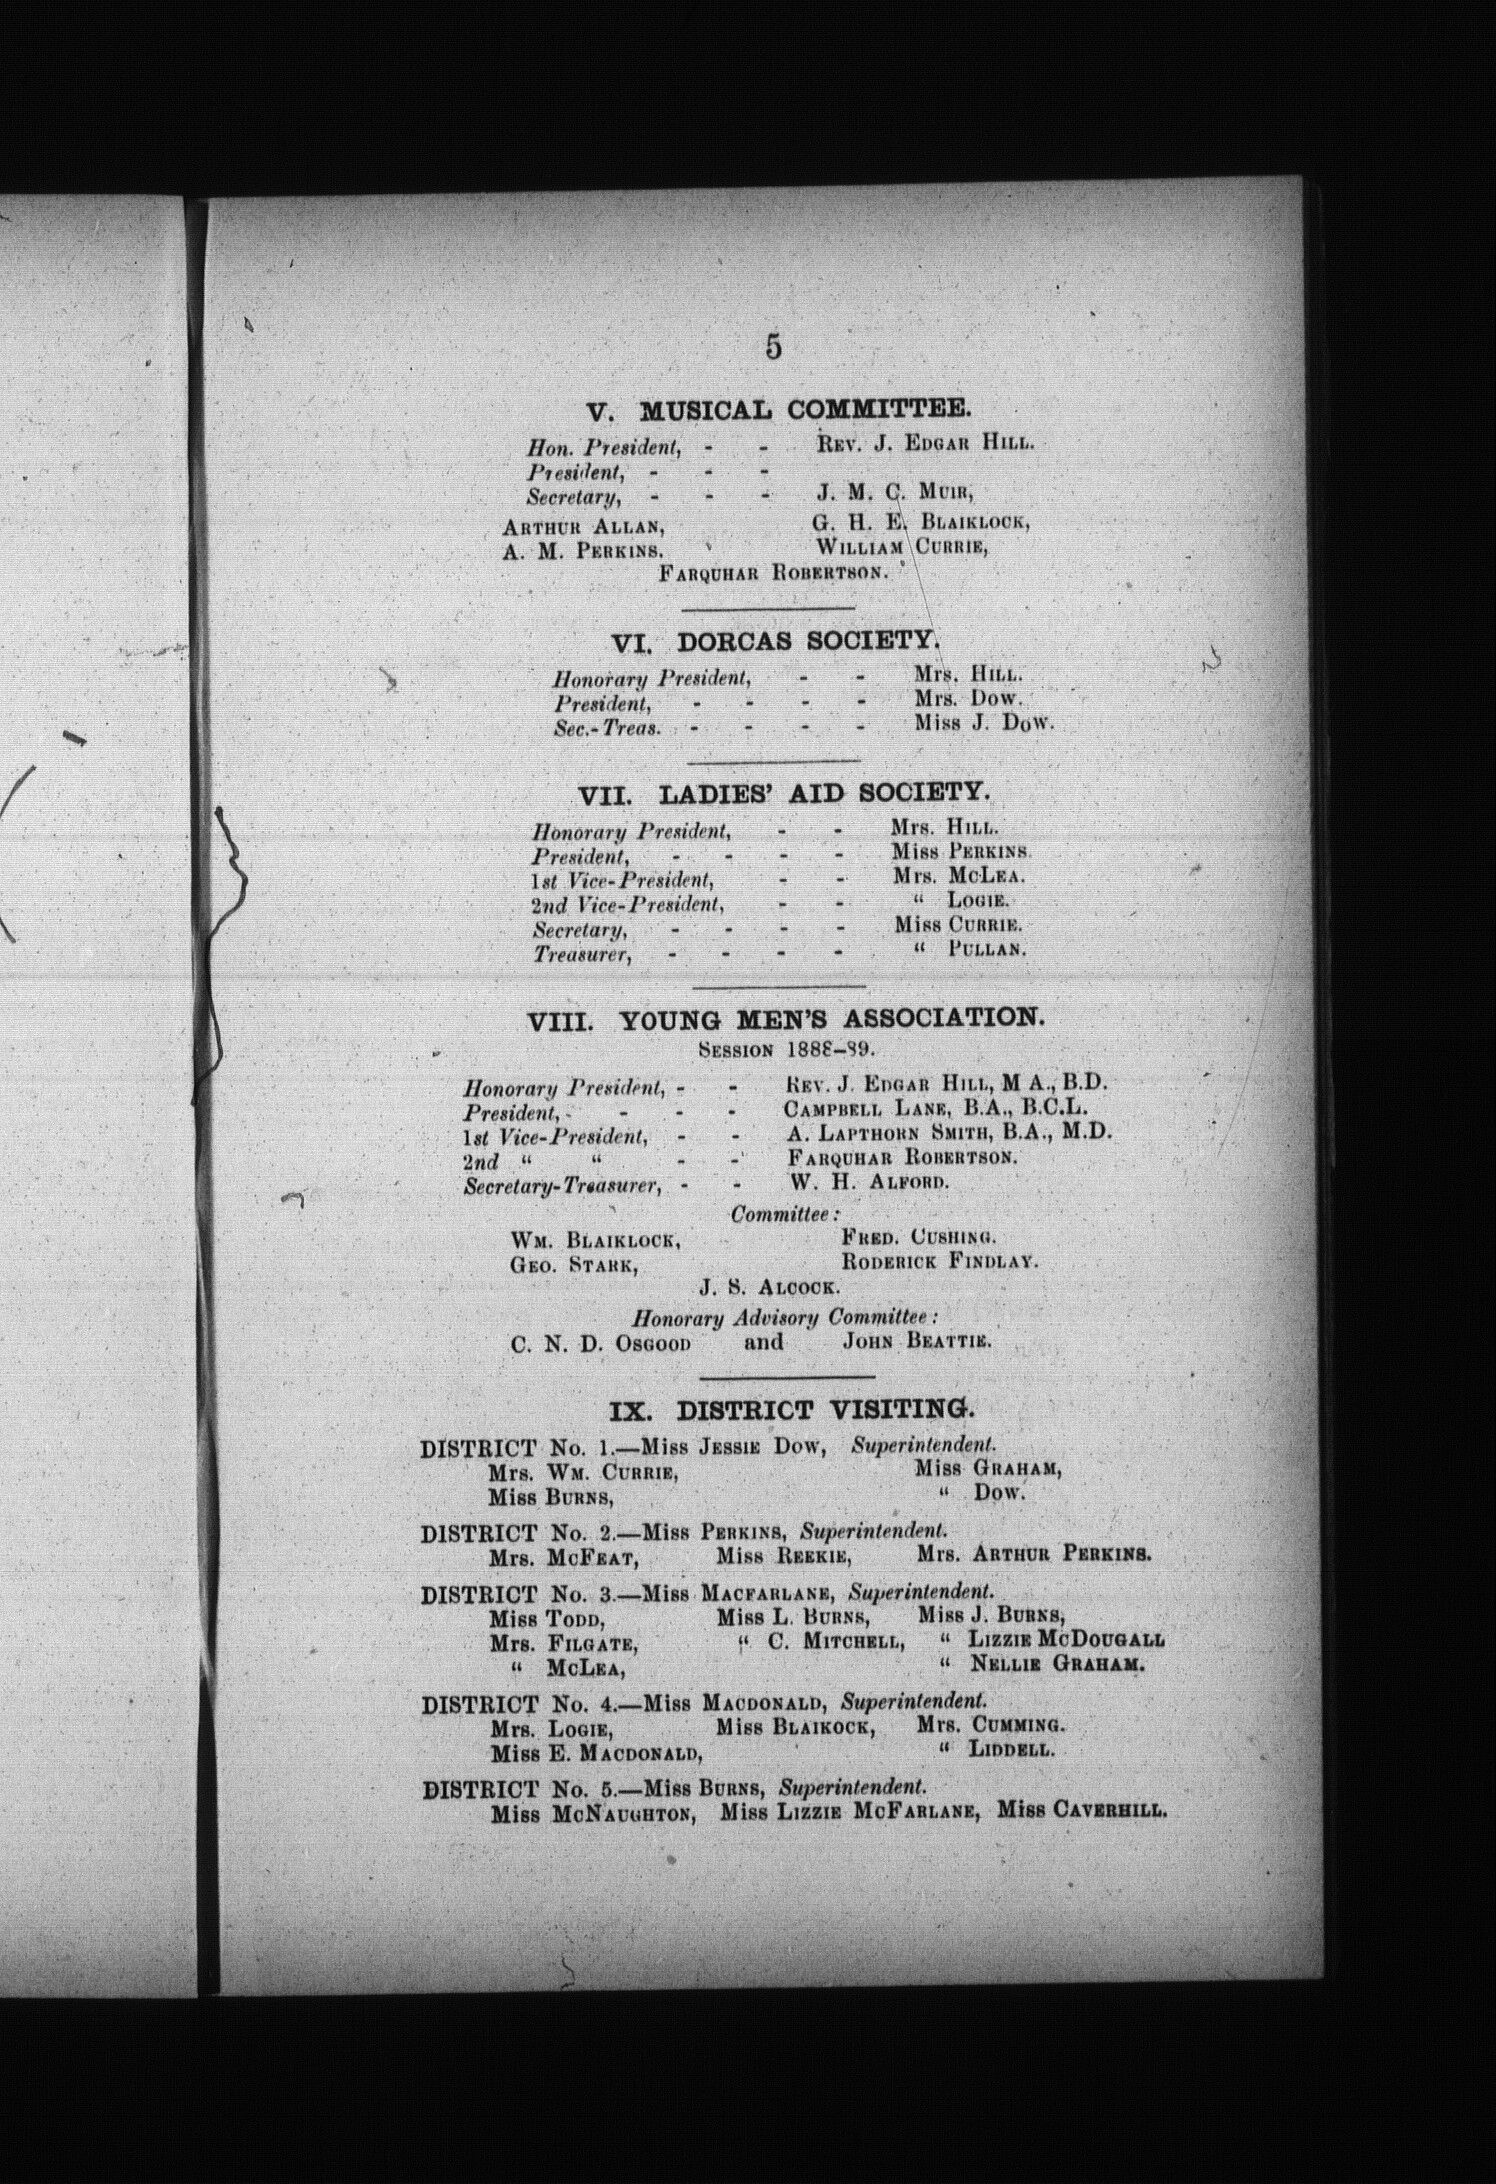 5
V. MUSICAL COMMITTEE.
Hon. President, - - REV. J. EDGAR HILL.
President, - - -
Secretary, - - - J. M. C. MUIR,
ARTHUR ALLAN, G. H. E. BLAIKLOCK,
A. M. PERKINS. WILLIAM CURRIE,
FARQUHAR ROBERTSON.
VI. DORCAS SOCIETY.
Honorary President, - - Mrs. HILL.
President, - - - - Mrs. DOW.
Sec.-Treas. - - - - Miss J. DOW.
VII. LADIES' AID SOCIETY.
Honorary President, - - Mrs. HILL.
President, - - - - Miss PERKINS.
1st Vice-President, - - Mrs. MCLEA.
2nd Vice-President, - - “ LOGIE.
Secretary, - - - - Miss CURRIE.
Treasurer, - - - - “ PULLAN.
VIII. YOUNG MEN'S ASSOCIATION.
SESSION 1888-89.
Honorary President, - - REV. J. EDGAR HILL, M A., B.D.
President, - - - - CAMPBELL LANE, B.A., B.C.L.
1st Vice-President, - - A. LAPTHORN SMITH, B.A., M.D.
2nd “ “ - - FARQUHAR ROBERTSON.
Secretary-Treasurer, - - W. H. ALFORD.
Committee:
WM. BLAIKLOCK, FRED. CUSHING.
GEO. STARK, RODERICK FINDLAY.
J. S. ALCOCK.
Honorary Advisory Committee:
C. N. D. OSGOOD and JOHN BEATTIE.
IX. DISTRICT VISITING.
DISTRICT No. 1.—Miss JESSIE DOW, Superintendent.
Mrs. WM. CURRIE, Miss GRAHAM,
Miss BURNS, “ DOW.
DISTRICT No. 2.—Miss PERKINS, Superintendent.
Mrs. MCFEAT, Miss REEKIE, Mrs. ARTHUR PERKINS.
DISTRICT No. 3.—Miss MACFARLANE, Superintendent.
Miss TODD, Miss L. BURNS, Miss J. BURNS,
Mrs. FILGATE, “ C. MITCHELL, “ LIZZIE MCDOUGALL
“ MCLEA, “ NELLIE GRAHAM.
DISTRICT No. 4.—Miss MACDONALD, Superintendent.
Mrs. LOGIE, Miss BLAIKOCK, Mrs. CUMMING.
Miss E. MACDONALD, “ LIDDELL.
DISTRICT No. 5.—Miss BURNS, Superintendent.
Miss MCNAUGHTON, Miss LIZZIE MCFARLANE, Miss CAVERHILL.